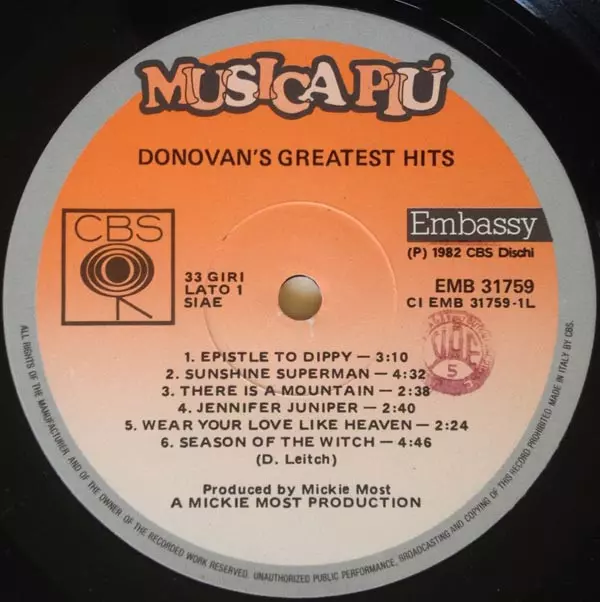 MUSICA PIÚ
DONOVAN'S GREATEST HITS
CBS
Embassy
(P) 1982 CBS Dischi
33 GIRI
LATO 1
SIAE
EMB 31759
CI EMB 31759-1L
5
1. EPISTLE TO DIPPY — 3:10
2. SUNSHINE SUPERMAN — 4:32
3. THERE IS A MOUNTAIN — 2:38
4. JENNIFER JUNIPER — 2:40
5. WEAR YOUR LOVE LIKE HEAVEN — 2:24
6. SEASON OF THE WITCH — 4:46
(D. Leitch)
Produced by Mickie Most
A MICKIE MOST PRODUCTION
ALL RIGHTS OF THE MANUFACTURER AND OF THE OWNER OF THE RECORDED WORK RESERVED. UNAUTHORIZED PUBLIC PERFORMANCE, BROADCASTING AND COPYING OF THIS RECORD PROHIBITED MADE IN ITALY BY CBS.